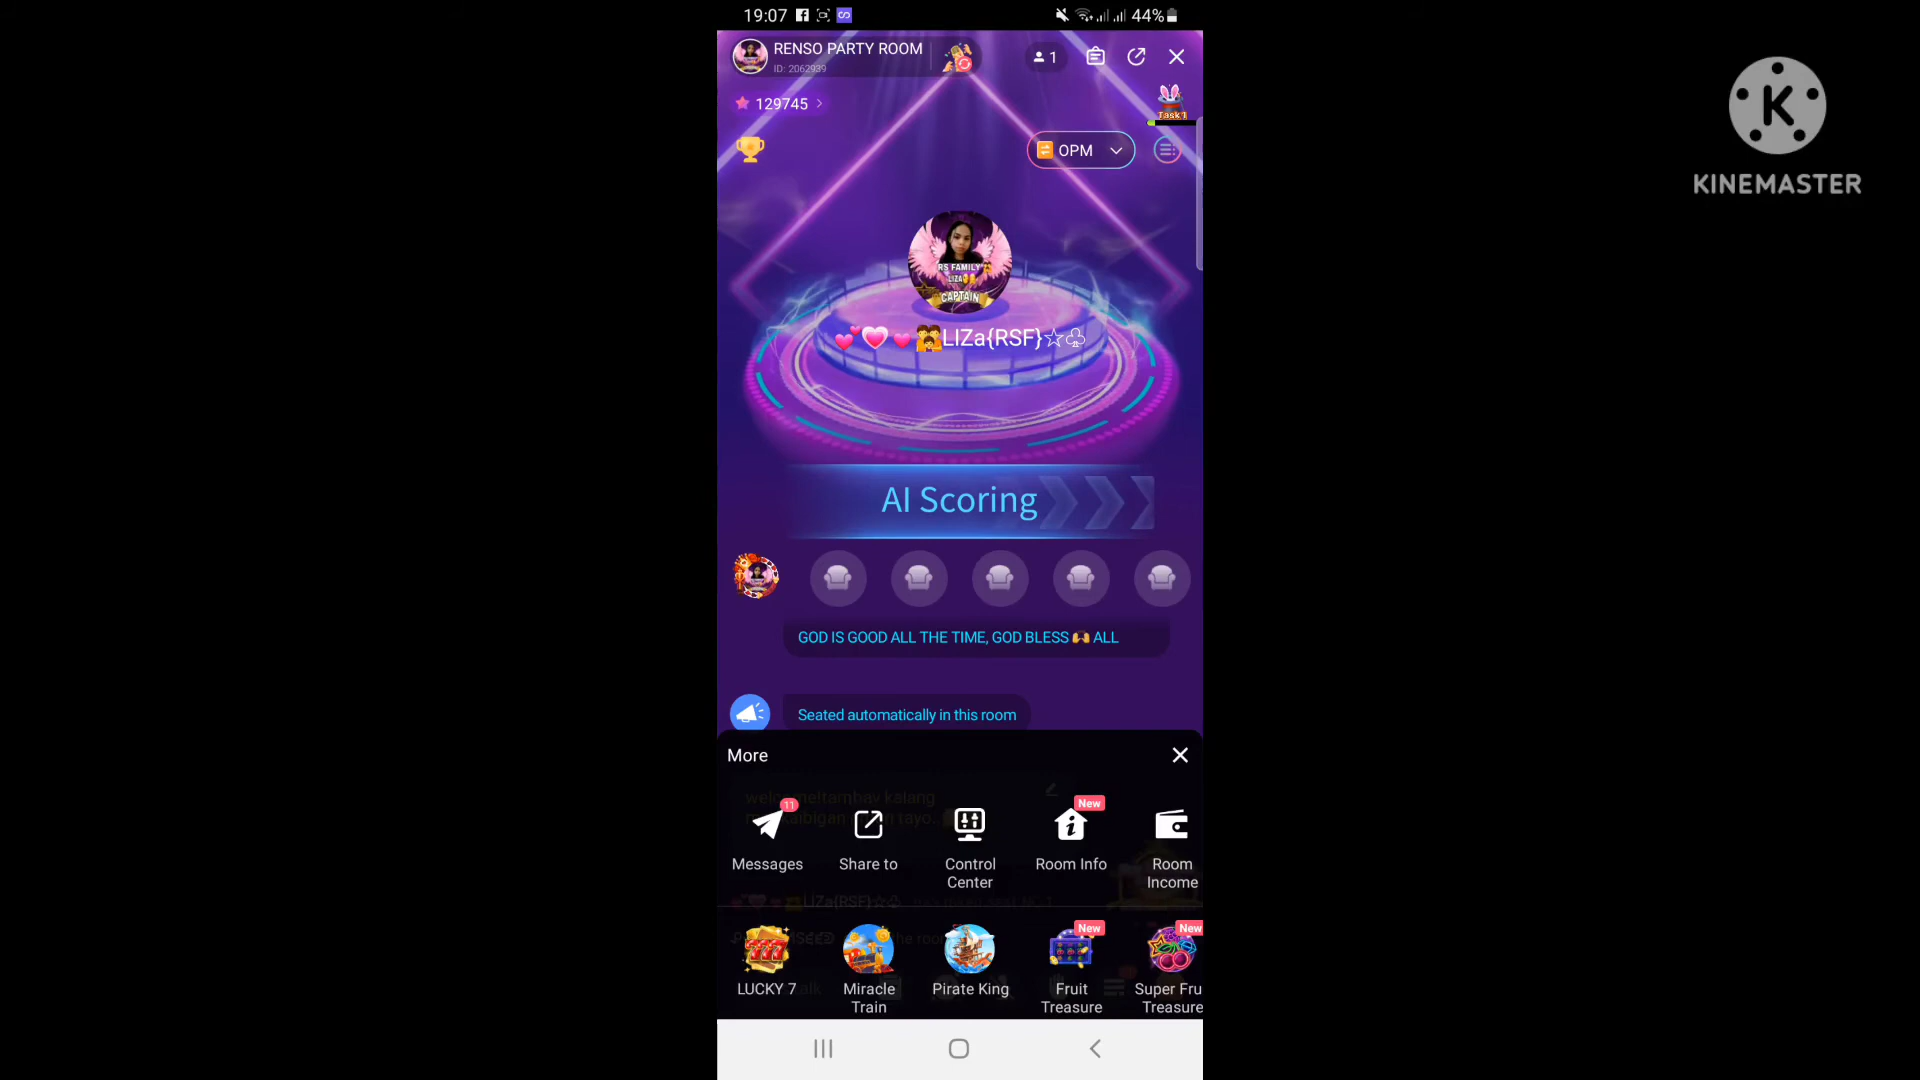 19:07
44%
RENSO PARTY ROOM
ID: 2062939
1
129745
Task 1
OPM
KINEMASTER
RS FAMILY
LIZA
CAPTAIN
💕💗💓👩‍❤️‍👨LIZa{RSF}☆♧
AI Scoring
GOD IS GOOD ALL THE TIME, GOD BLESS 🙌 ALL
Seated automatically in this room
More
11
New
Messages
Share to
Control
Center
Room Info
Room
Income
LIZa{RSF}☆♧
New
New
LUCKY 7
Miracle
Train
Pirate King
Fruit
Treasure
Super Fru
Treasure